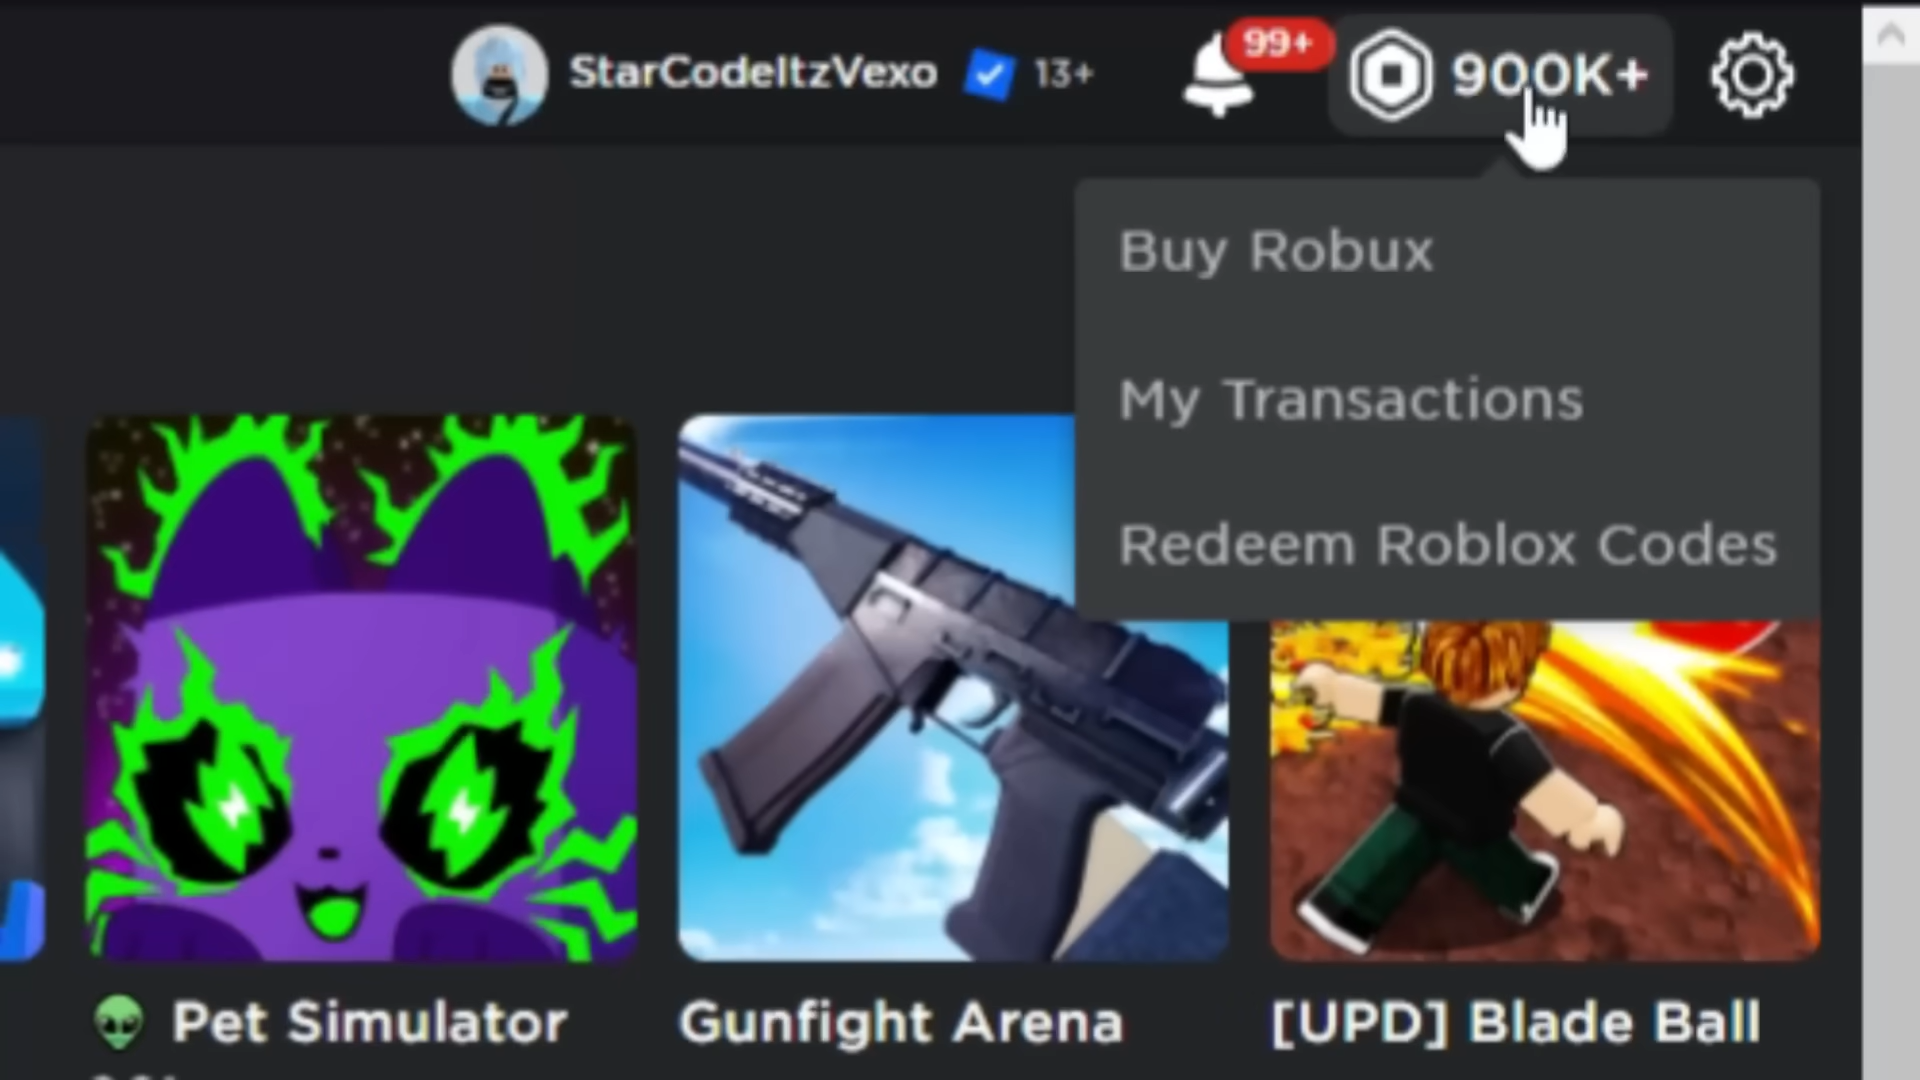 StarCodeItzVexo 13+ 99+ 900K+
Buy Robux
My Transactions
Redeem Roblox Codes
👽 Pet Simulator
Gunfight Arena
[UPD] Blade Ball